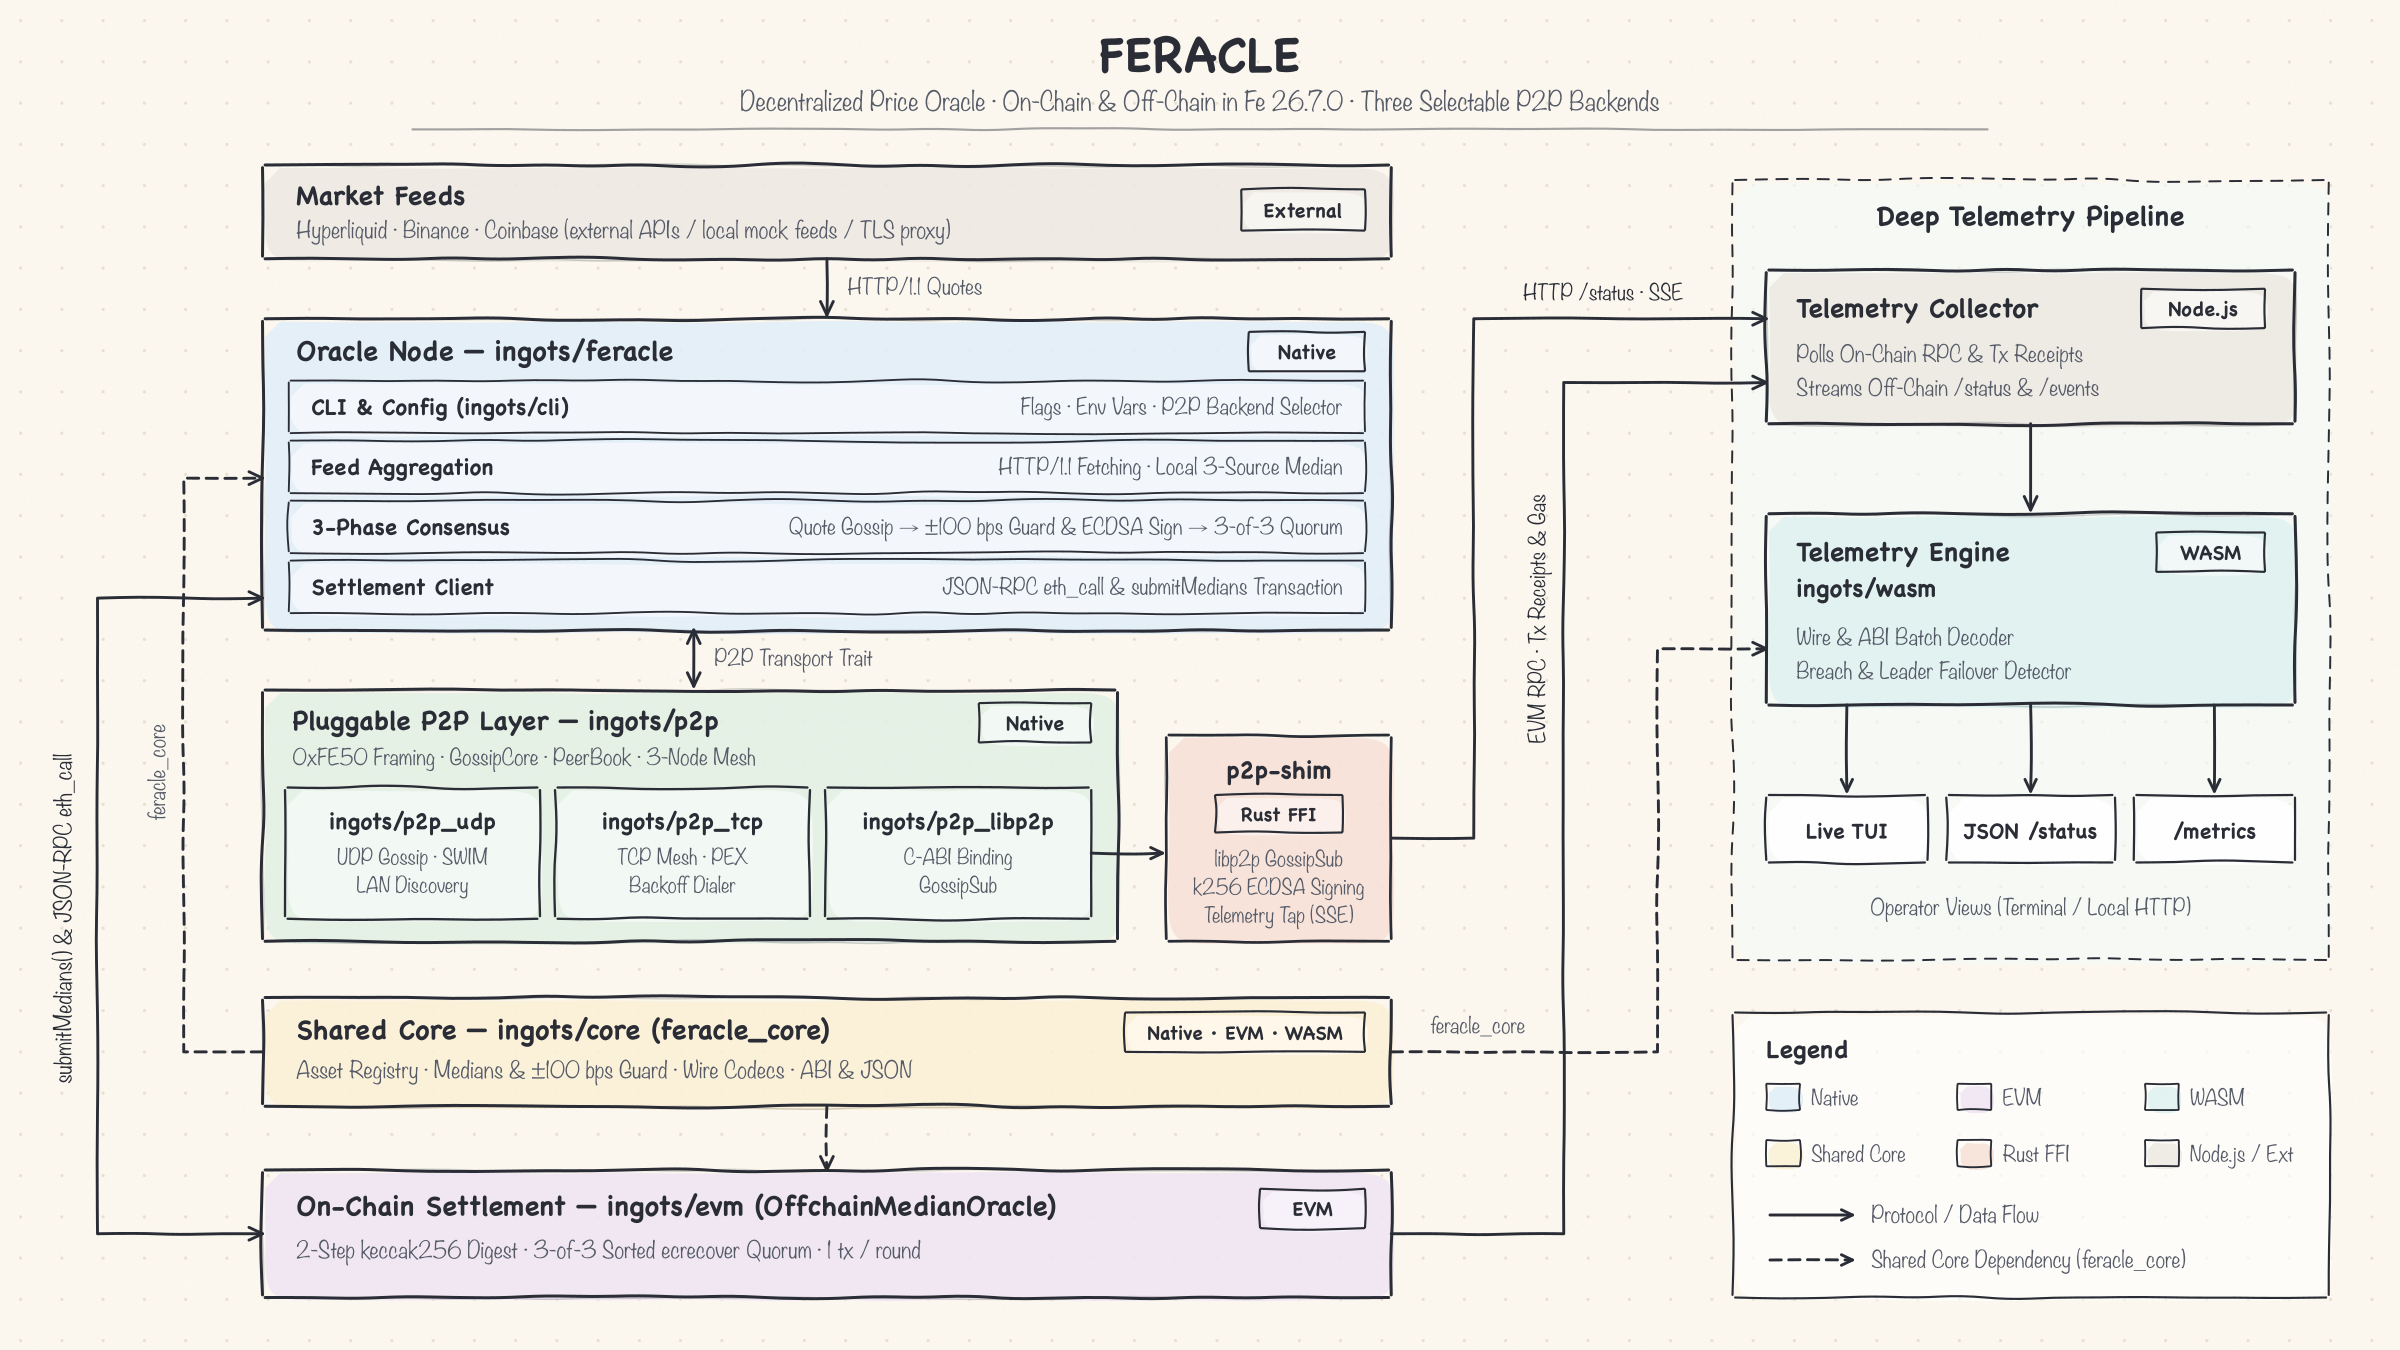 FERACLE
Decentralized Price Oracle · On-Chain & Off-Chain in Fe 26.7.0 · Three Selectable P2P Backends
Market Feeds
Hyperliquid · Binance · Coinbase (external APIs / local mock feeds / TLS proxy)
External
HTTP/1.1 Quotes
Oracle Node — ingots/feracle
Native
CLI & Config (ingots/cli)
Flags · Env Vars · P2P Backend Selector
Feed Aggregation
HTTP/1.1 Fetching · Local 3-Source Median
3-Phase Consensus
Quote Gossip → ±100 bps Guard & ECDSA Sign → 3-of-3 Quorum
Settlement Client
JSON-RPC eth_call & submitMedians Transaction
P2P Transport Trait
Pluggable P2P Layer — ingots/p2p
Native
0xFE50 Framing · GossipCore · PeerBook · 3-Node Mesh
ingots/p2p_udp
UDP Gossip · SWIM
LAN Discovery
ingots/p2p_tcp
TCP Mesh · PEX
Backoff Dialer
ingots/p2p_libp2p
C-ABI Binding
GossipSub
p2p-shim
Rust FFI
libp2p GossipSub
k256 ECDSA Signing
Telemetry Tap (SSE)
Shared Core — ingots/core (feracle_core)
Native · EVM · WASM
Asset Registry · Medians & ±100 bps Guard · Wire Codecs · ABI & JSON
On-Chain Settlement — ingots/evm (OffchainMedianOracle)
EVM
2-Step keccak256 Digest · 3-of-3 Sorted ecrecover Quorum · 1 tx / round
submitMedians() & JSON-RPC eth_call
feracle_core
feracle_core
HTTP /status · SSE
EVM RPC · Tx Receipts & Gas
Deep Telemetry Pipeline
Telemetry Collector
Node.js
Polls On-Chain RPC & Tx Receipts
Streams Off-Chain /status & /events
Telemetry Engine
WASM
ingots/wasm
Wire & ABI Batch Decoder
Breach & Leader Failover Detector
Live TUI
JSON /status
/metrics
Operator Views (Terminal / Local HTTP)
Legend
Native
EVM
WASM
Shared Core
Rust FFI
Node.js / Ext
Protocol / Data Flow
Shared Core Dependency (feracle_core)